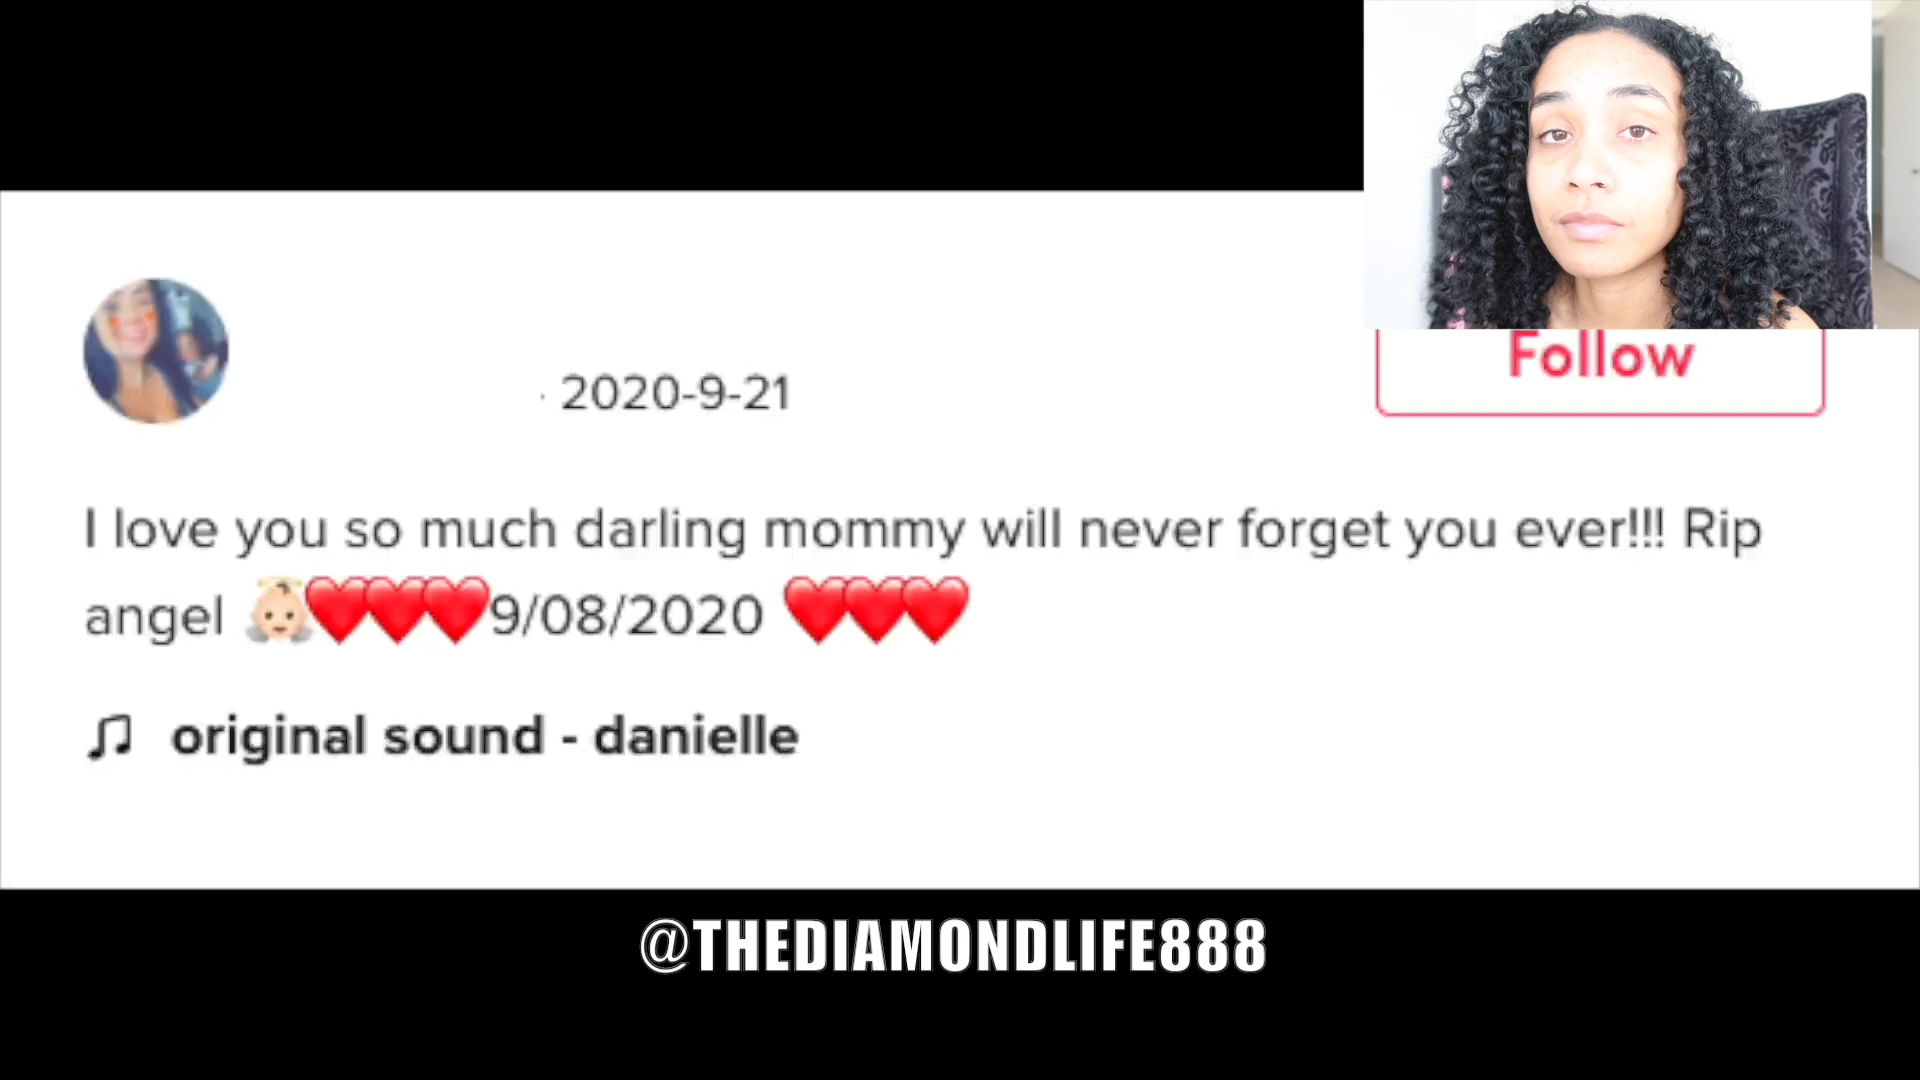 Follow
· 2020-9-21
I love you so much darling mommy will never forget you ever!!! Rip
angel 👼🏻❤️❤️❤️9/08/2020 ❤️❤️❤️
♫ original sound - danielle
@THEDIAMONDLIFE888